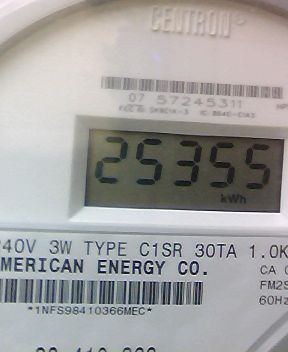 CENTRON®
07 57245311
25355
kWh
240V 3W TYPE C1SR 30TA 1.0K
AMERICAN ENERGY CO.
CA
FM2S
60Hz
*1NFS98410366MEC*